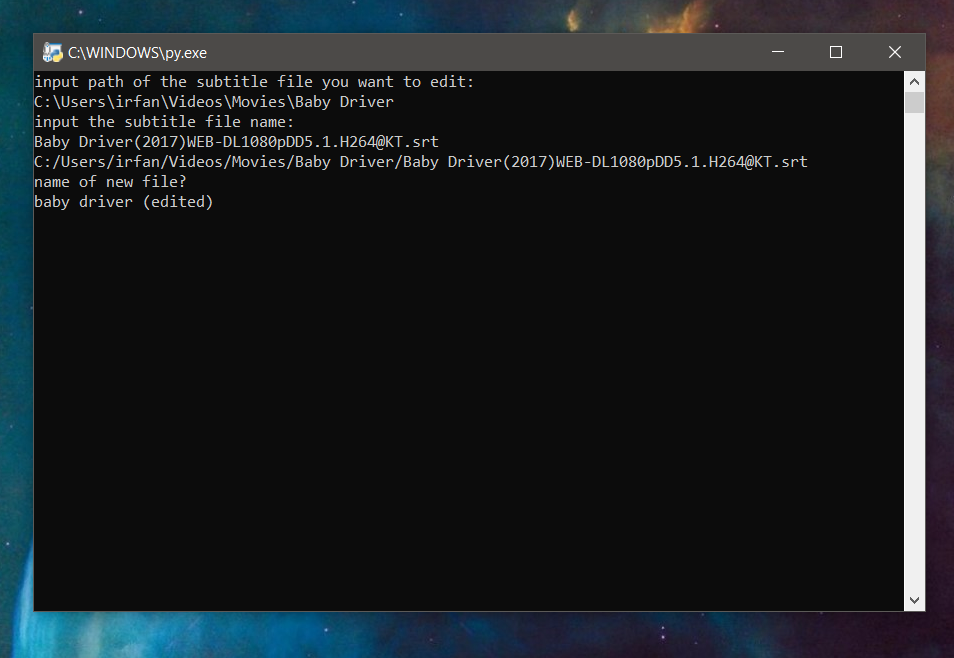 C:\WINDOWS\py.exe
input path of the subtitle file you want to edit:
C:\Users\irfan\Videos\Movies\Baby Driver
input the subtitle file name:
Baby Driver(2017)WEB-DL1080pDD5.1.H264@KT.srt
C:/Users/irfan/Videos/Movies/Baby Driver/Baby Driver(2017)WEB-DL1080pDD5.1.H264@KT.srt
name of new file?
baby driver (edited)